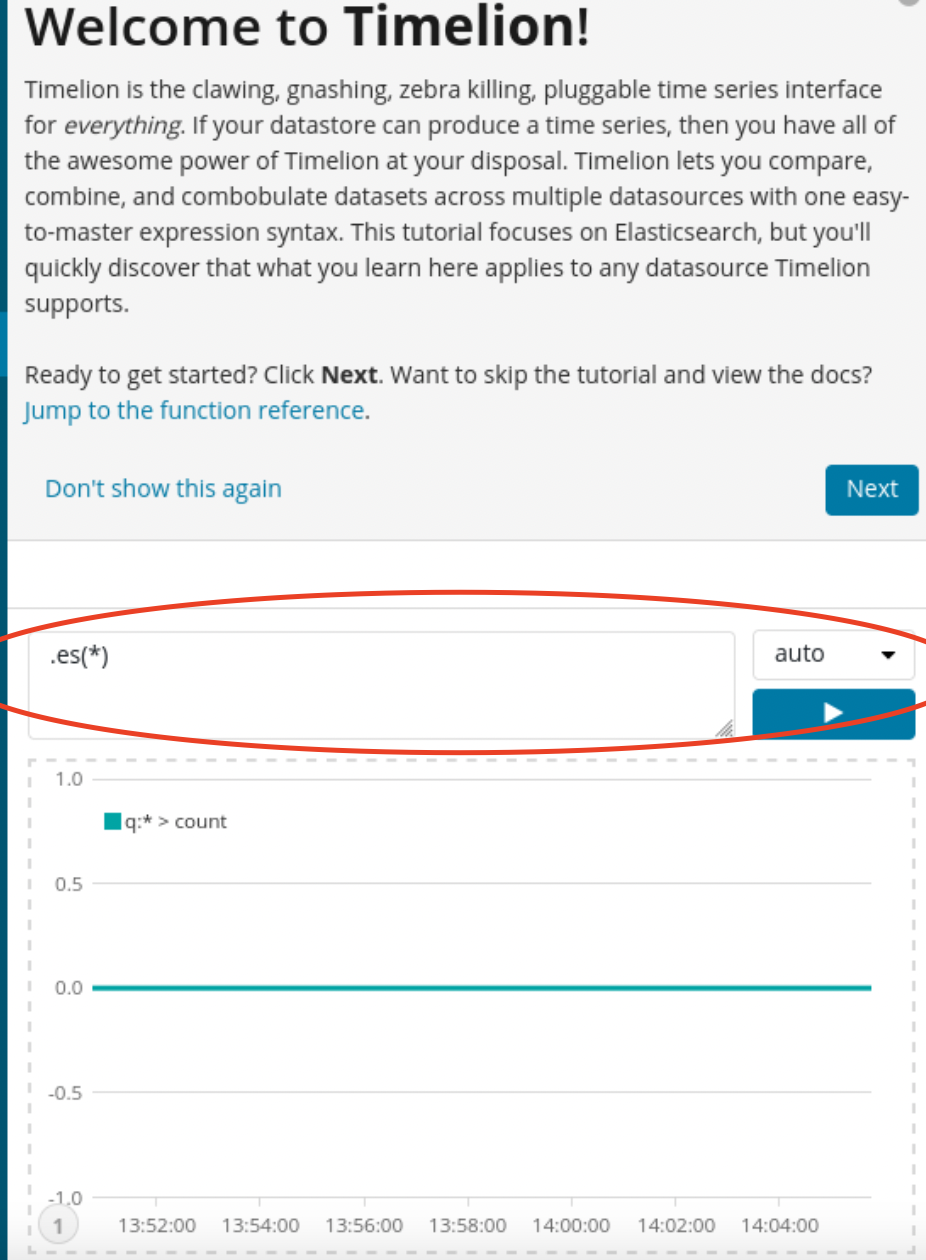 Welcome to Timelion!
Timelion is the clawing, gnashing, zebra killing, pluggable time series interface
for everything. If your datastore can produce a time series, then you have all of
the awesome power of Timelion at your disposal. Timelion lets you compare,
combine, and combobulate datasets across multiple datasources with one easy-
to-master expression syntax. This tutorial focuses on Elasticsearch, but you'll
quickly discover that what you learn here applies to any datasource Timelion
supports.
Ready to get started? Click Next. Want to skip the tutorial and view the docs?
Jump to the function reference.
Don't show this again
Next
.es(*)
auto
1.0
q:* > count
0.5
0.0
-0.5
-1.0
1
13:52:00 13:54:00 13:56:00 13:58:00 14:00:00 14:02:00 14:04:00